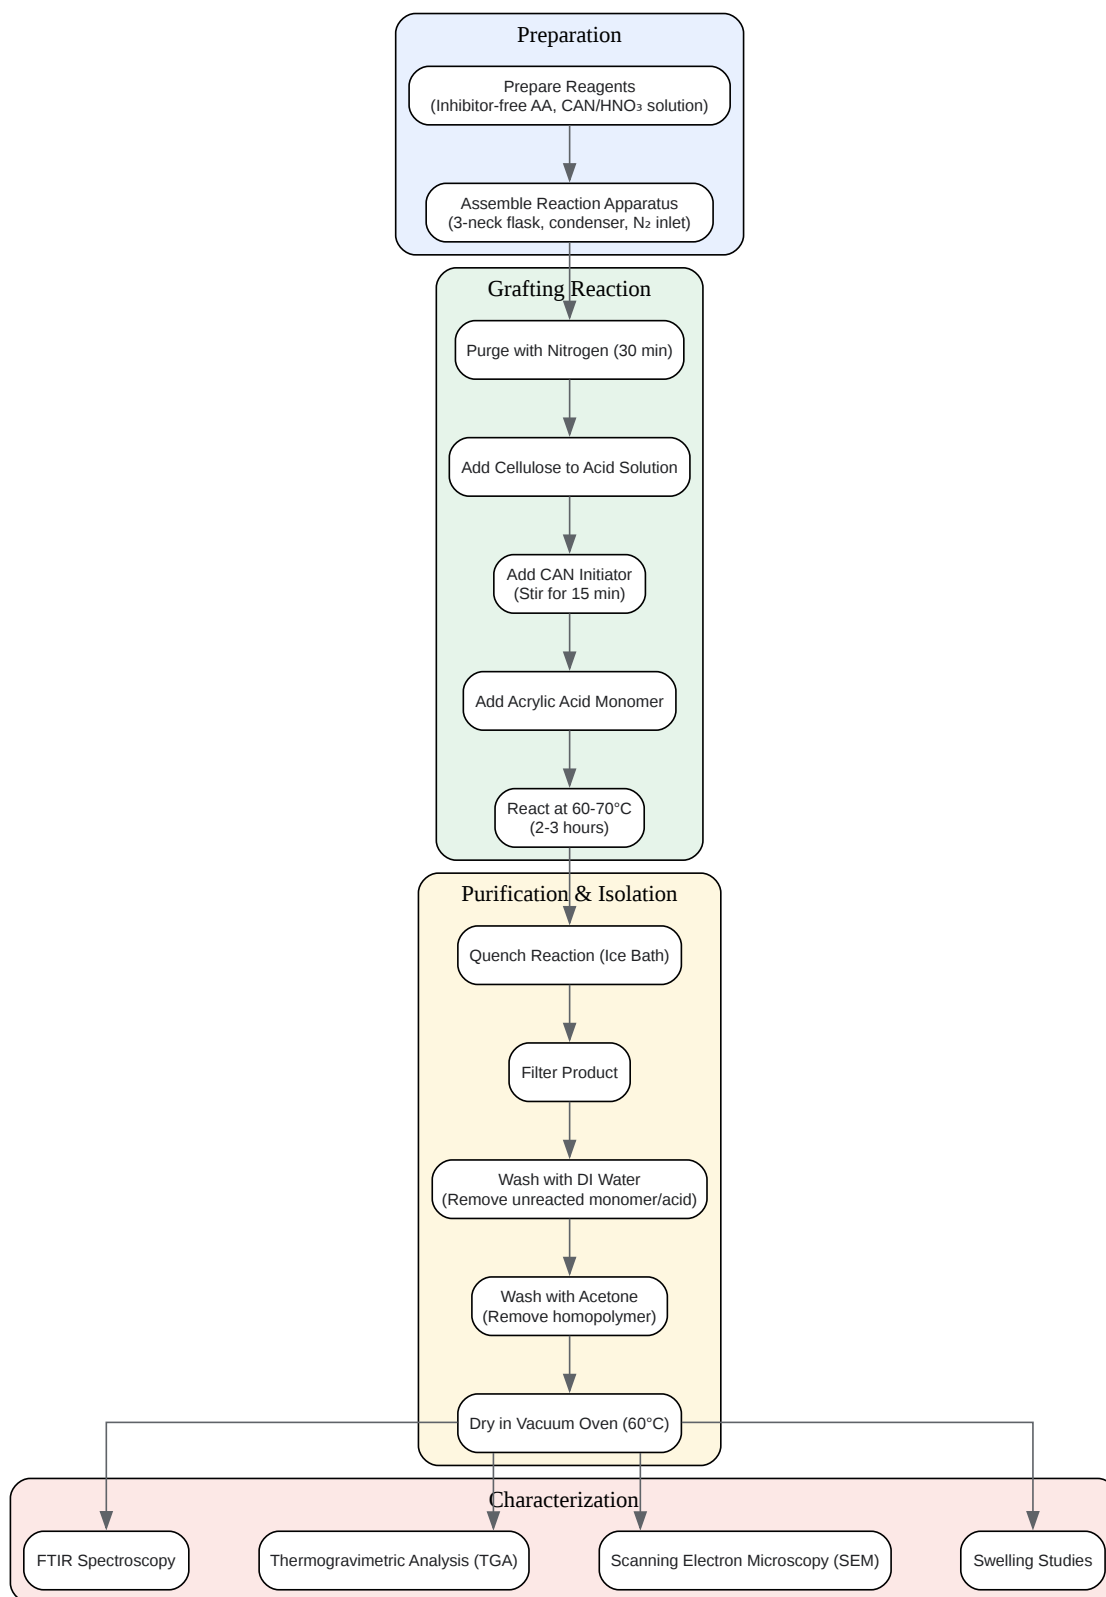 Preparation
Prepare Reagents
(Inhibitor-free AA, CAN/HNO₃ solution)
Assemble Reaction Apparatus
(3-neck flask, condenser, N₂ inlet)
Grafting Reaction
Purge with Nitrogen (30 min)
Add Cellulose to Acid Solution
Add CAN Initiator
(Stir for 15 min)
Add Acrylic Acid Monomer
React at 60-70°C
(2-3 hours)
Purification & Isolation
Quench Reaction (Ice Bath)
Filter Product
Wash with DI Water
(Remove unreacted monomer/acid)
Wash with Acetone
(Remove homopolymer)
Dry in Vacuum Oven (60°C)
Characterization
FTIR Spectroscopy
Thermogravimetric Analysis (TGA)
Scanning Electron Microscopy (SEM)
Swelling Studies